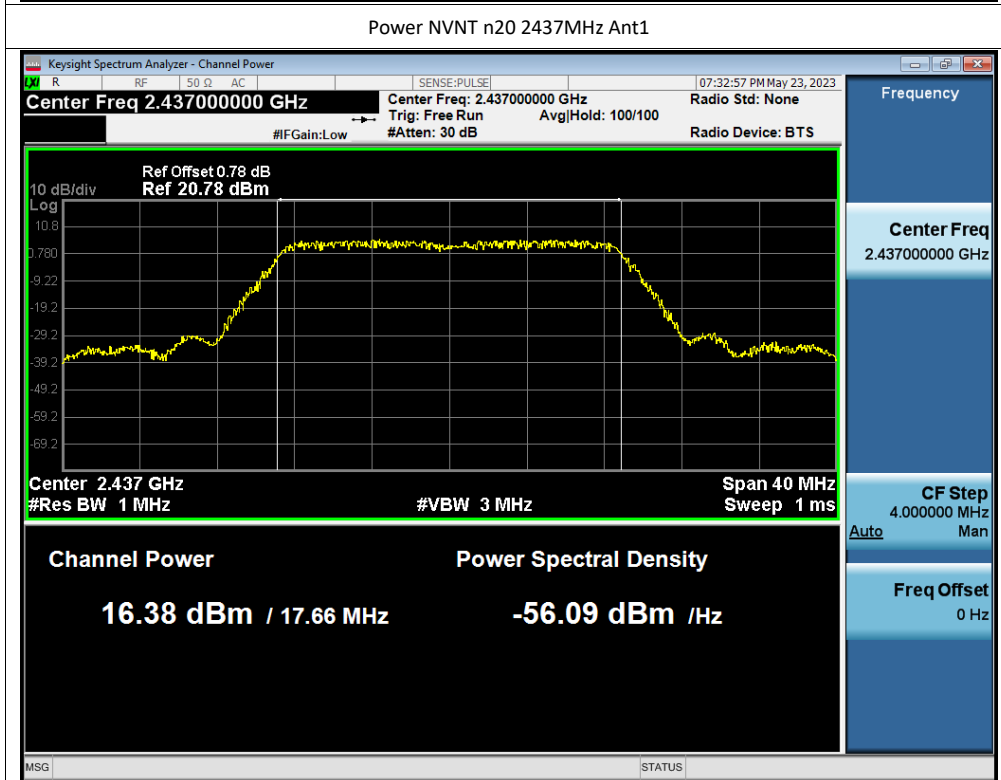 Power NVNT n20 2437MHz Ant1
Keysight Spectrum Analyzer - Channel Power
LXI R RF 50 Ω AC SENSE:PULSE 07:32:57 PM May 23, 2023
Center Freq 2.437000000 GHz
Center Freq: 2.437000000 GHz
Radio Std: None
Trig: Free Run Avg|Hold: 100/100
#IFGain:Low
#Atten: 30 dB
Radio Device: BTS
Frequency
Ref Offset 0.78 dB
10 dB/div Ref 20.78 dBm
Log
10.8
0.780
-9.22
-19.2
-29.2
-39.2
-49.2
-59.2
-69.2
Center 2.437 GHz
Span 40 MHz
#Res BW 1 MHz
#VBW 3 MHz
Sweep 1 ms
Center Freq
2.437000000 GHz
CF Step
4.000000 MHz
Auto Man
Freq Offset
0 Hz
Channel Power
Power Spectral Density
16.38 dBm / 17.66 MHz
-56.09 dBm /Hz
MSG
STATUS